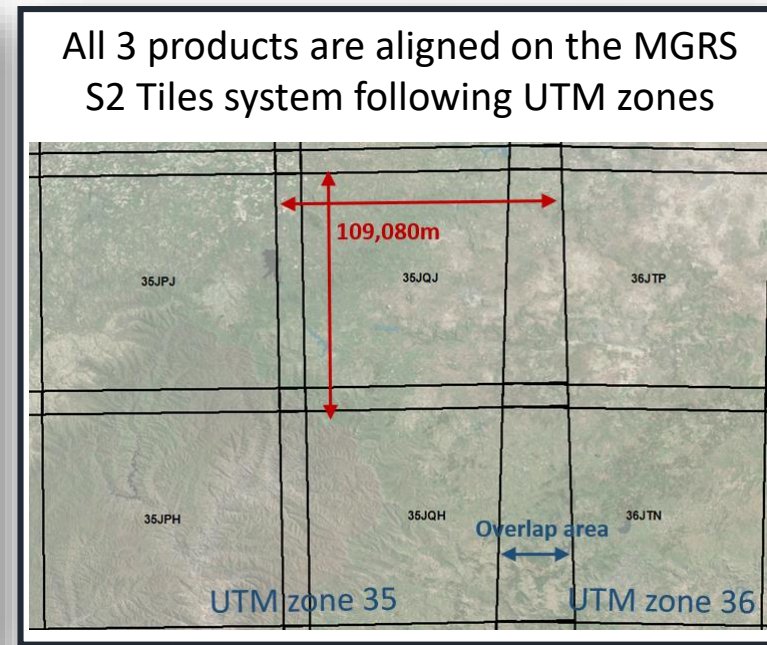 All 3 products are aligned on the MGRS
S2 Tiles system following UTM zones
109,080m
35JPJ
35JQJ
36JTP
35JPH
35JQH
36JTN
Overlap area
UTM zone 35
UTM zone 36